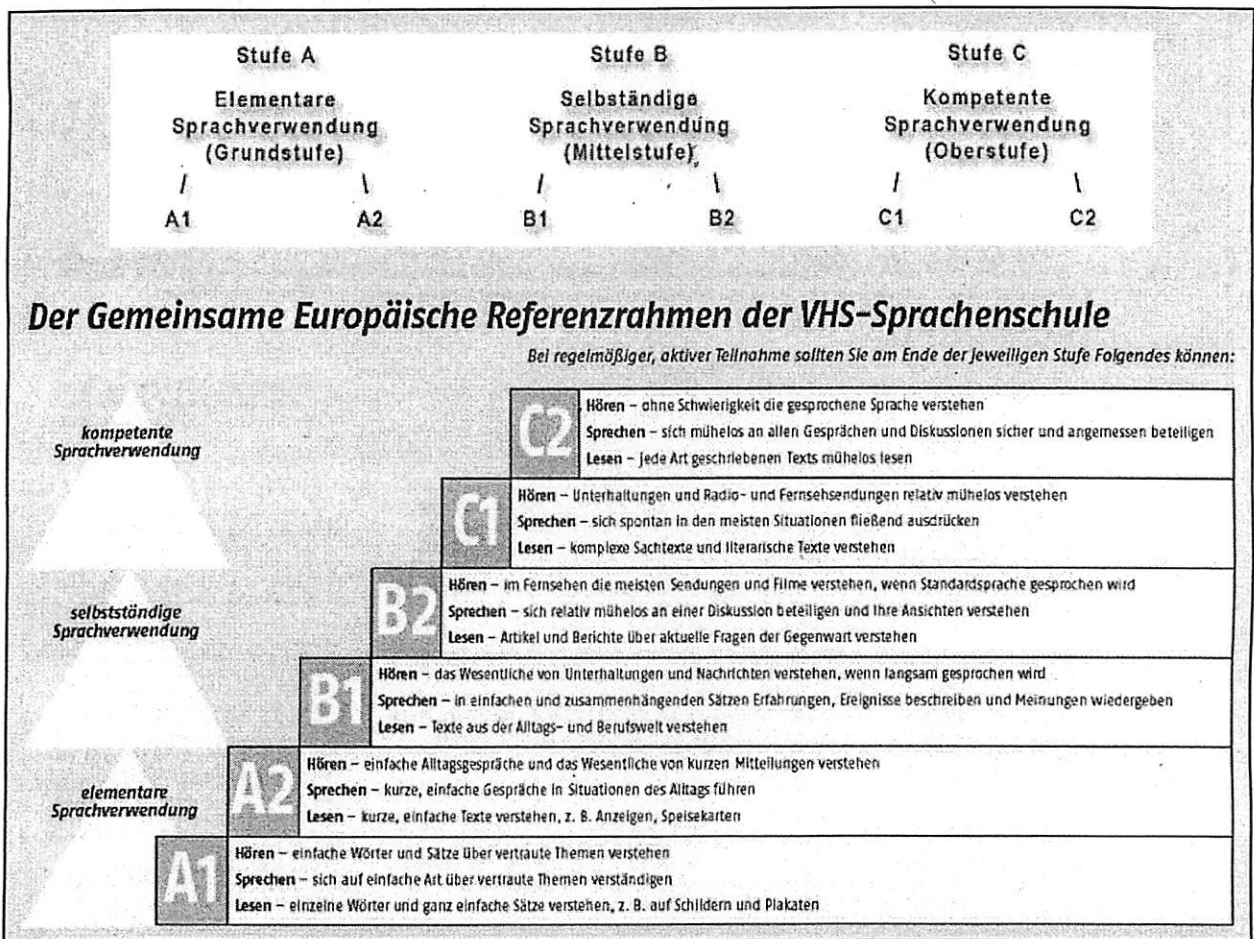 Stufe A
Elementare
Sprachverwendung
(Grundstufe)
/ \
A1 A2
Stufe B
Selbständige
Sprachverwendung
(Mittelstufe)
/ \
B1 B2
Stufe C
Kompetente
Sprachverwendung
(Oberstufe)
/ \
C1 C2
Der Gemeinsame Europäische Referenzrahmen der VHS-Sprachenschule
Bei regelmäßiger, aktiver Teilnahme sollten Sie am Ende der jeweiligen Stufe Folgendes können:
kompetente
Sprachverwendung
C2
Hören – ohne Schwierigkeit die gesprochene Sprache verstehen
Sprechen – sich mühelos an allen Gesprächen und Diskussionen sicher und angemessen beteiligen
Lesen – jede Art geschriebenen Texts mühelos lesen
C1
Hören – Unterhaltungen und Radio- und Fernsehsendungen relativ mühelos verstehen
Sprechen – sich spontan in den meisten Situationen fließend ausdrücken
Lesen – komplexe Sachtexte und literarische Texte verstehen
selbstständige
Sprachverwendung
B2
Hören – im Fernsehen die meisten Sendungen und Filme verstehen, wenn Standardsprache gesprochen wird
Sprechen – sich relativ mühelos an einer Diskussion beteiligen und Ihre Ansichten verstehen
Lesen – Artikel und Berichte über aktuelle Fragen der Gegenwart verstehen
B1
Hören – das Wesentliche von Unterhaltungen und Nachrichten verstehen, wenn langsam gesprochen wird
Sprechen – in einfachen und zusammenhängenden Sätzen Erfahrungen, Ereignisse beschreiben und Meinungen wiedergeben
Lesen – Texte aus der Alltags- und Berufswelt verstehen
elementare
Sprachverwendung
A2
Hören – einfache Alltagsgespräche und das Wesentliche von kurzen Mitteilungen verstehen
Sprechen – kurze, einfache Gespräche in Situationen des Alltags führen
Lesen – kurze, einfache Texte verstehen, z. B. Anzeigen, Speisekarten
A1
Hören – einfache Wörter und Sätze über vertraute Themen verstehen
Sprechen – sich auf einfache Art über vertraute Themen verständigen
Lesen – einzelne Wörter und ganz einfache Sätze verstehen, z. B. auf Schildern und Plakaten